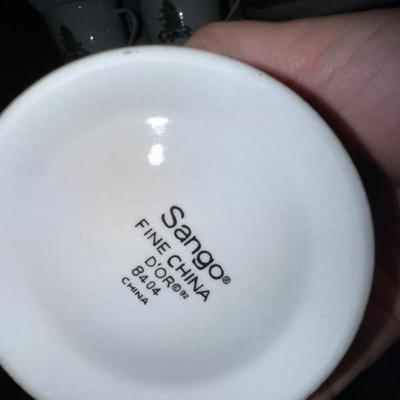 Sango®
FINE CHINA
D'OR©92
8404
CHINA